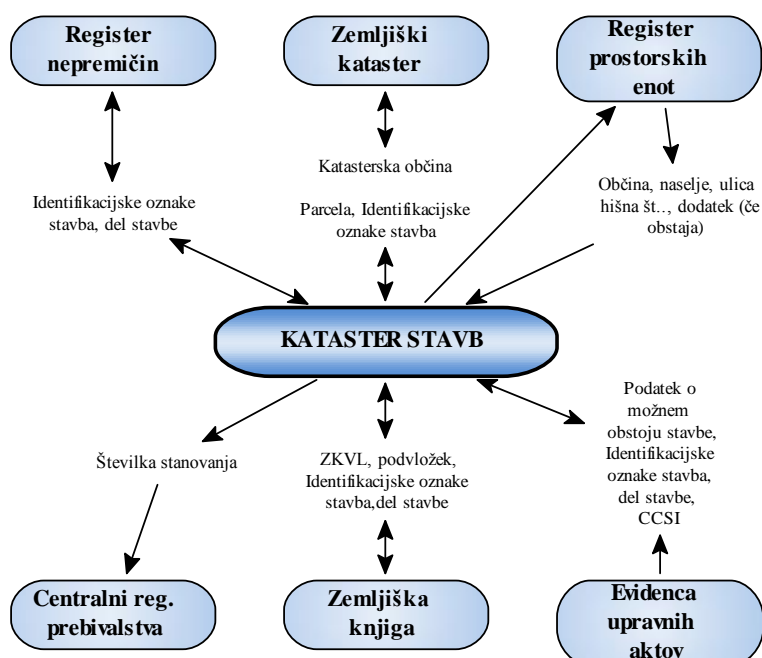 Register
nepremičin
Zemljiški
kataster
Register
prostorskih
enot
Identifikacijske oznake
stavba, del stavbe
Katasterska občina
Parcela, Identifikacijske
oznake stavba
Občina, naselje, ulica
hišna št.., dodatek (če
obstaja)
KATASTER STAVB
Številka stanovanja
ZKVL, podvložek,
Identifikacijske oznake
stavba,del stavbe
Podatek o
možnem
obstoju stavbe,
Identifikacijske
oznake stavba,
del stavbe,
CCSI
Centralni reg.
prebivalstva
Zemljiška
knjiga
Evidenca
upravnih
aktov